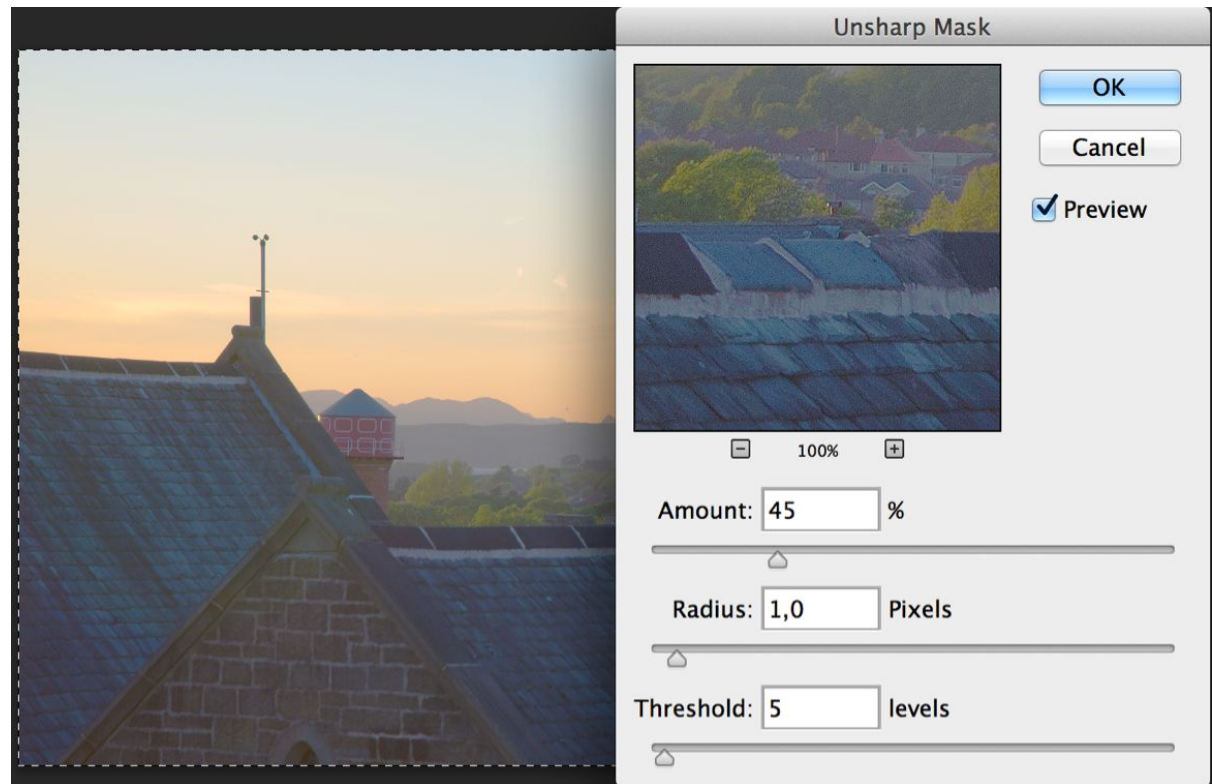 Unsharp Mask
OK
Cancel
Preview
100%
Amount: 45 %
Radius: 1,0 Pixels
Threshold: 5 levels